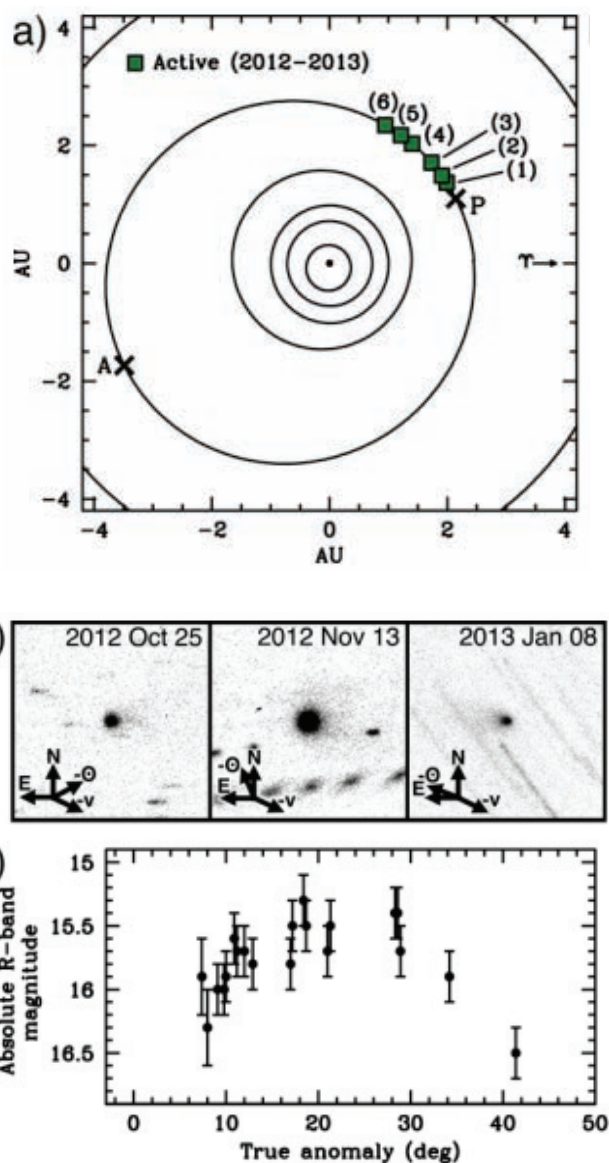 a)
4
Active (2012-2013)
(6)
(5)
(4)
(3)
(2)
(1)
2
P
AU
0
♈→
A
-2
-4
-4 -2 0 2 4
AU
)
2012 Oct 25
2012 Nov 13
2013 Jan 08
N
-⊙
E
-v
-⊙
N
E
-v
N
-⊙
E
-v
)
15
15.5
16
16.5
Absolute R-band
magnitude
0 10 20 30 40 50
True anomaly (deg)